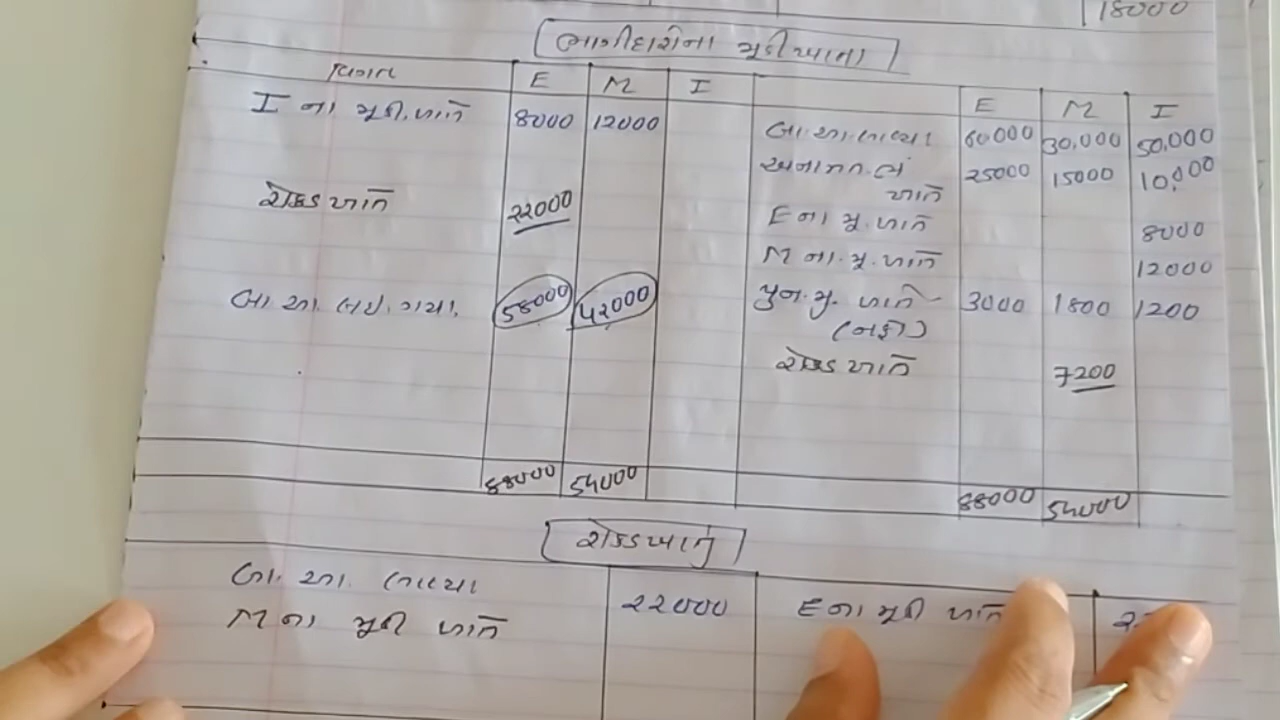 18000
ભાગીદારોના મૂડી ખાતા
વિગત E M I E M I
I ના મૂડી. ખાતે 8000 12000 બા. આ. લાવ્યા 60000 30,000 50,000
અનામત. ભં ખાતે 25000 15000 10,000
રોકડ ખાતે 22000 E ના મૂ. ખાતે 8000
M ના. મૂ. ખાતે 12000
બા. આ. લઈ. ગયા. 58000 42000 પુન. મૂ. ખાતે 3000 1800 1200
(નફો)
રોકડ ખાતે 7200
88000 54000 88000 54000
રોકડ ખાતું
બા. આ. લાવ્યા 22000 E ના મૂડી ખાતે
M ના મૂડી ખાતે